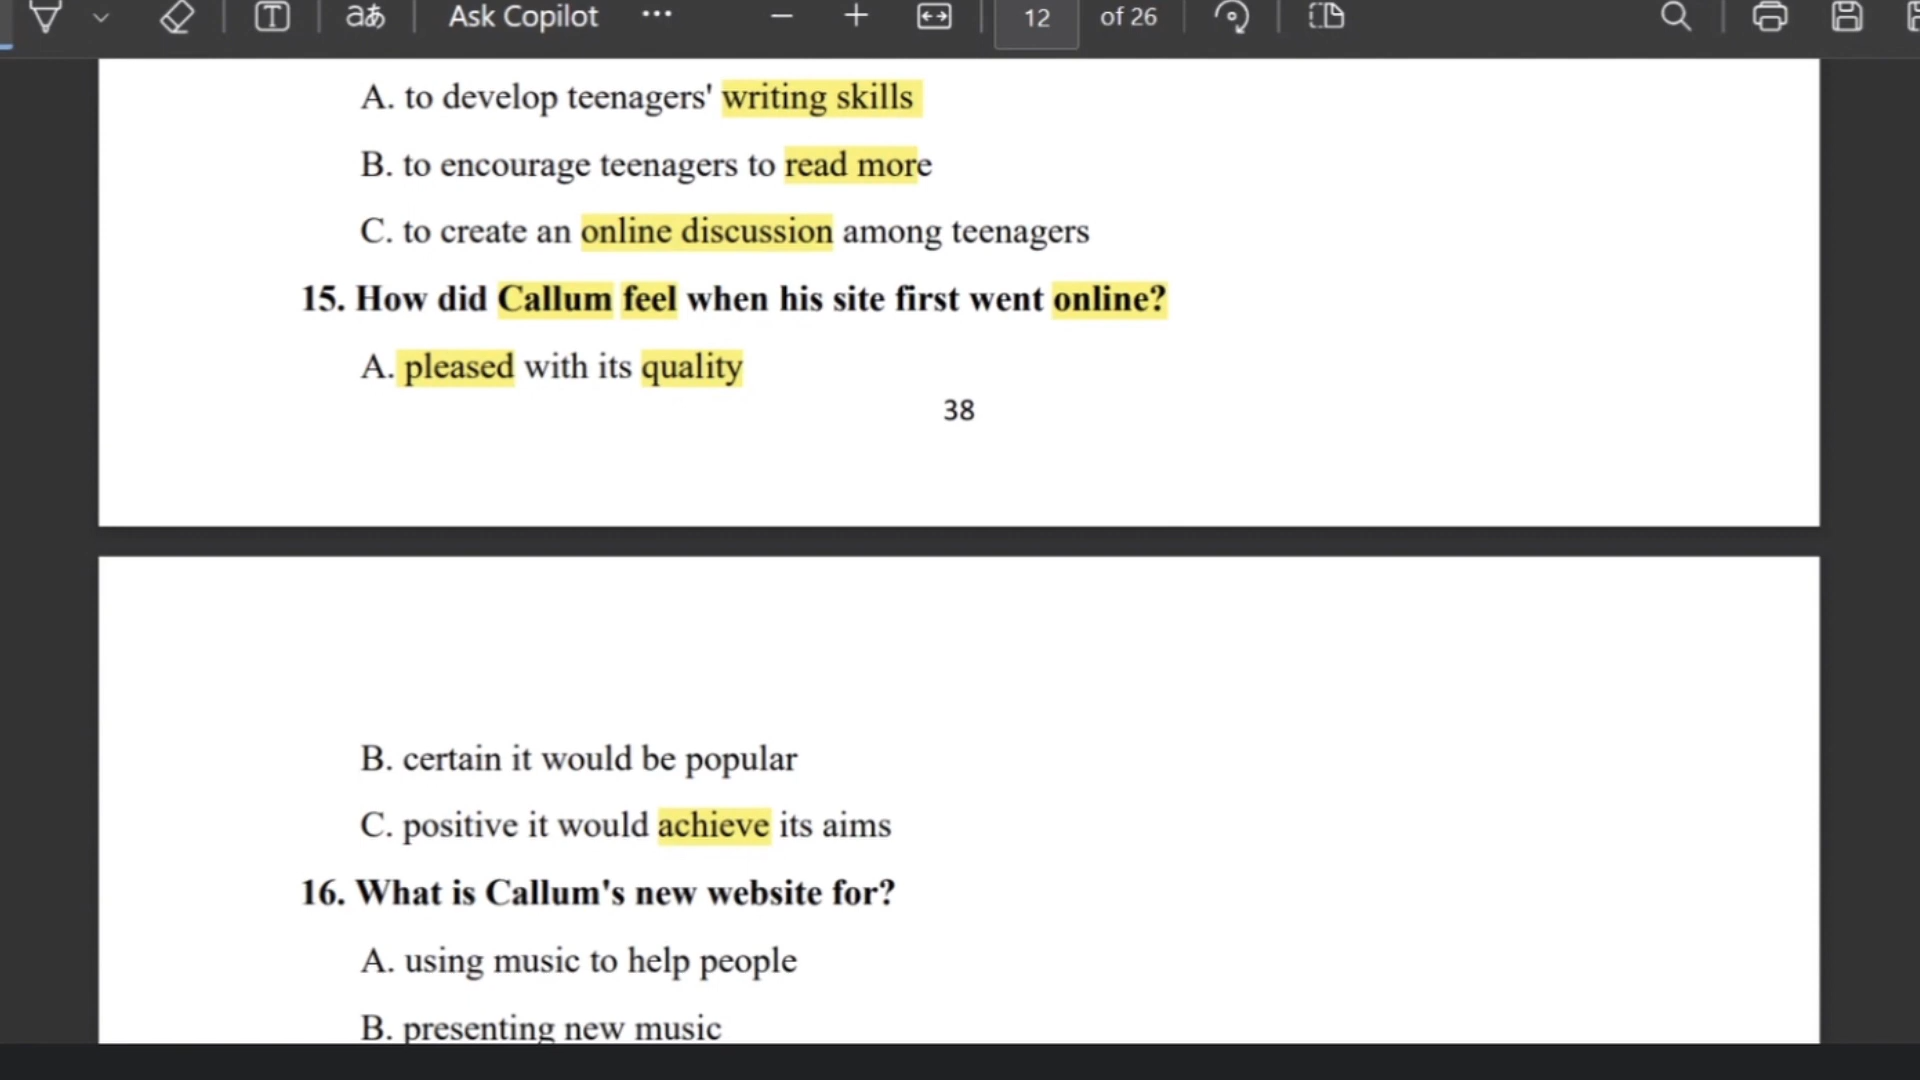 aあ
Ask Copilot
12
of 26
A. to develop teenagers' writing skills
B. to encourage teenagers to read more
C. to create an online discussion among teenagers
15. How did Callum feel when his site first went online?
A. pleased with its quality
38
B. certain it would be popular
C. positive it would achieve its aims
16. What is Callum's new website for?
A. using music to help people
B. presenting new music